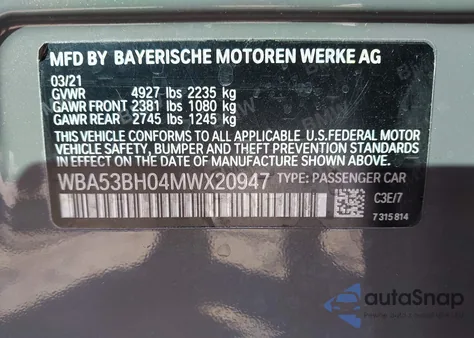 MFD BY BAYERISCHE MOTOREN WERKE AG
03/21
GVWR 4927 lbs 2235 kg
GAWR FRONT 2381 lbs 1080 kg
GAWR REAR 2745 lbs 1245 kg
THIS VEHICLE CONFORMS TO ALL APPLICABLE U.S.FEDERAL MOTOR
VEHICLE SAFETY, BUMPER AND THEFT PREVENTION STANDARDS
IN EFFECT ON THE DATE OF MANUFACTURE SHOWN ABOVE.
WBA53BH04MWX20947 TYPE: PASSENGER CAR
C3E/7
7315814
autoSnap